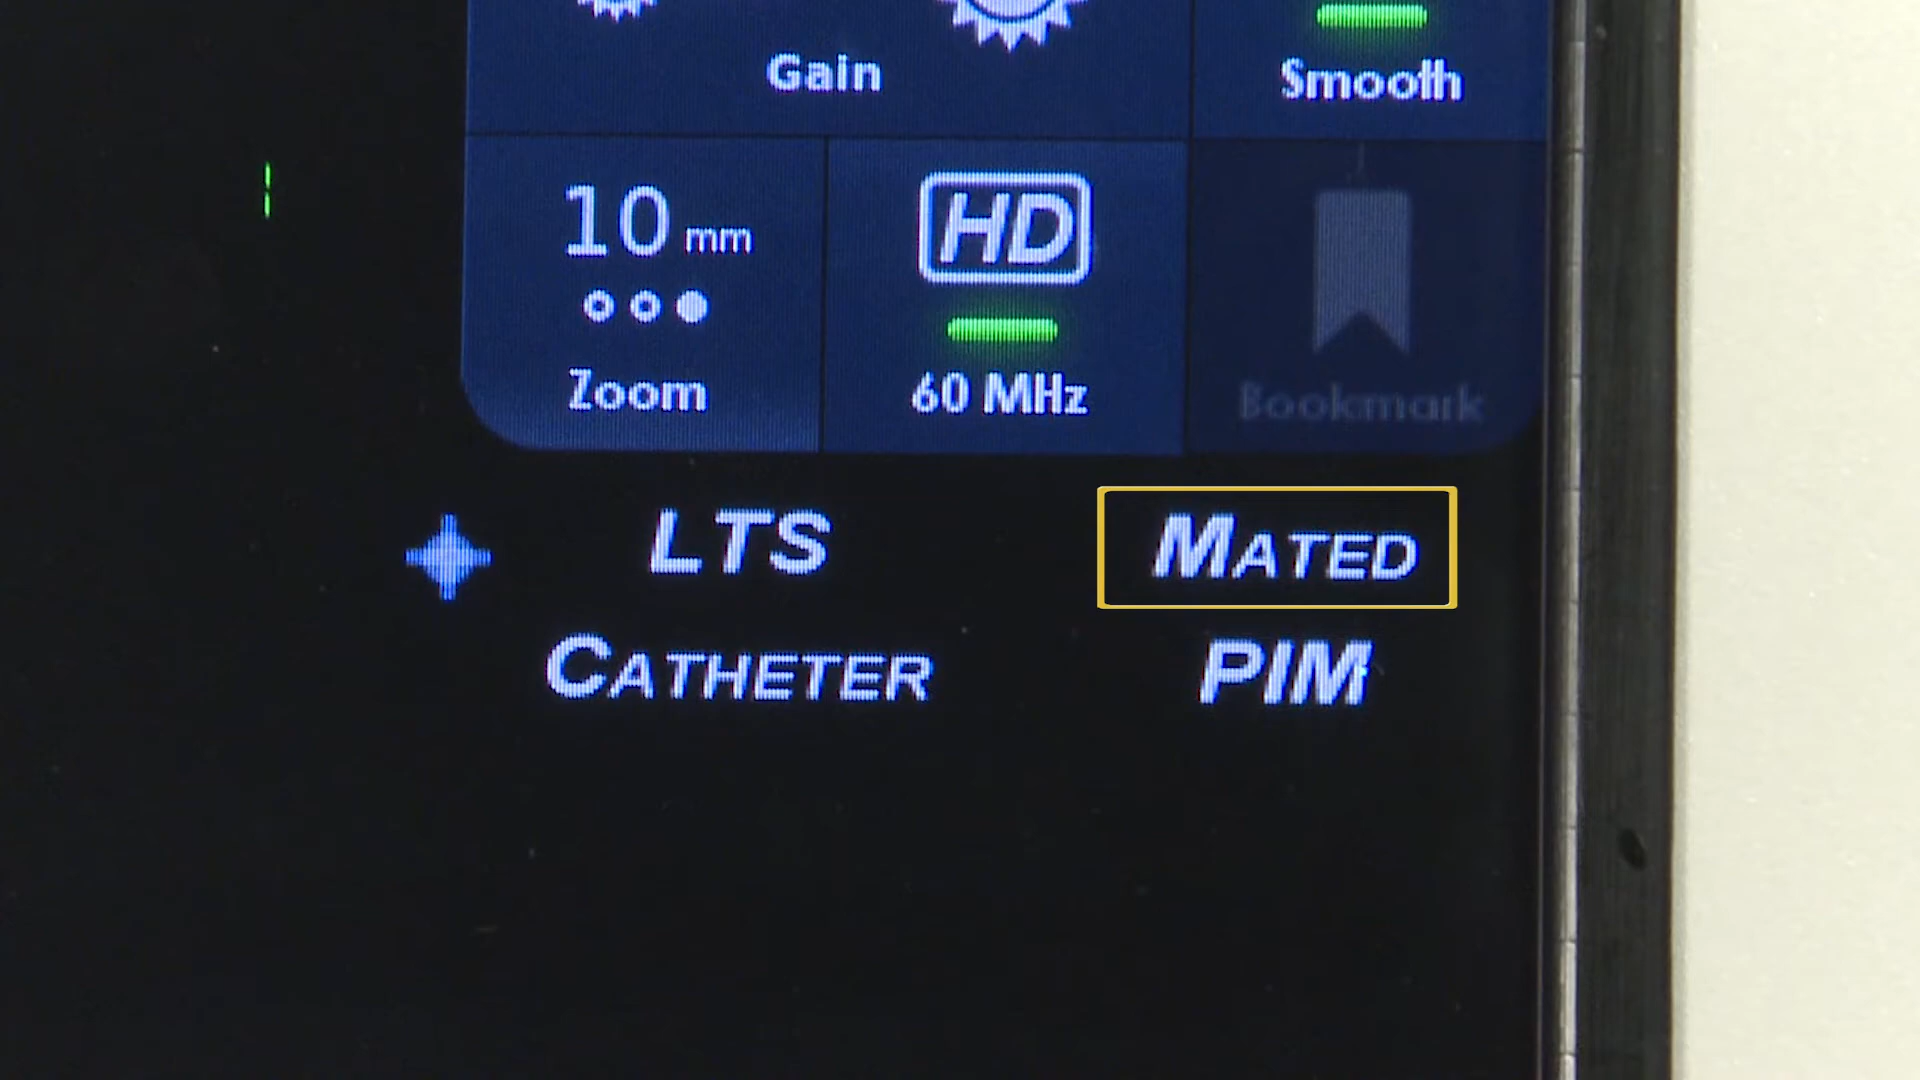 Gain
Smooth
10 mm
Zoom
HD
60 MHz
Bookmark
LTS
MATED
CATHETER
PIM